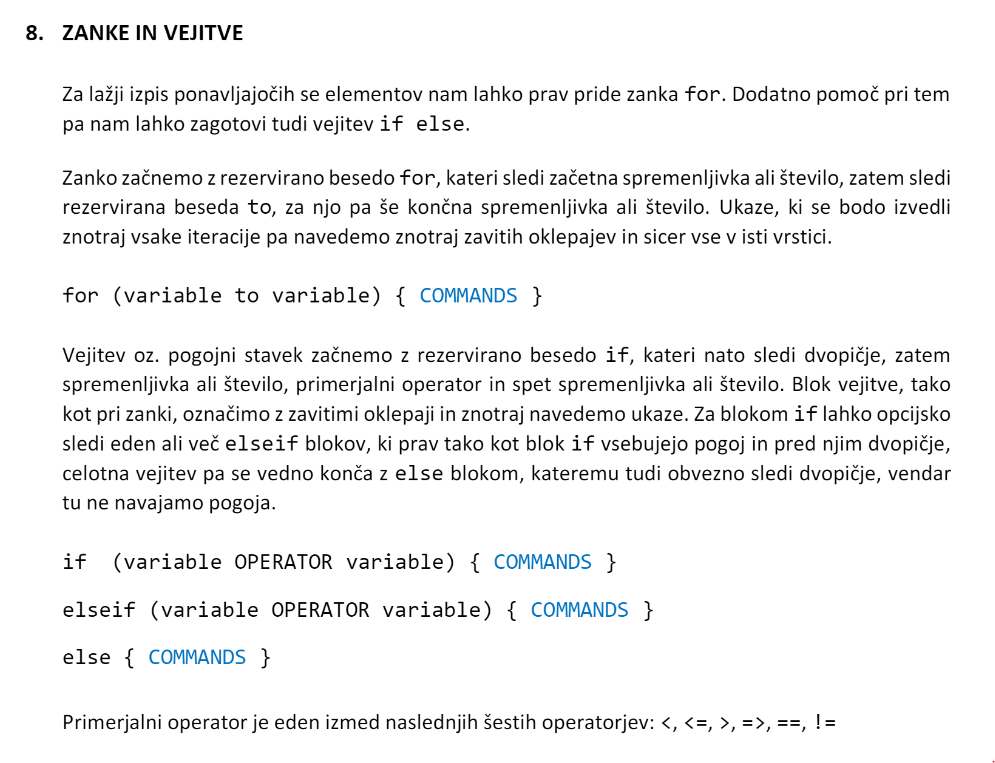 8. ZANKE IN VEJITVE
Za lažji izpis ponavljajočih se elementov nam lahko prav pride zanka for. Dodatno pomoč pri tem
pa nam lahko zagotovi tudi vejitev if else.
Zanko začnemo z rezervirano besedo for, kateri sledi začetna spremenljivka ali število, zatem sledi
rezervirana beseda to, za njo pa še končna spremenljivka ali število. Ukaze, ki se bodo izvedli
znotraj vsake iteracije pa navedemo znotraj zavitih oklepajev in sicer vse v isti vrstici.
for (variable to variable) { COMMANDS }
Vejitev oz. pogojni stavek začnemo z rezervirano besedo if, kateri nato sledi dvopičje, zatem
spremenljivka ali število, primerjalni operator in spet spremenljivka ali število. Blok vejitve, tako
kot pri zanki, označimo z zavitimi oklepaji in znotraj navedemo ukaze. Za blokom if lahko opcijsko
sledi eden ali več elseif blokov, ki prav tako kot blok if vsebujejo pogoj in pred njim dvopičje,
celotna vejitev pa se vedno konča z else blokom, kateremu tudi obvezno sledi dvopičje, vendar
tu ne navajamo pogoja.
if  (variable OPERATOR variable) { COMMANDS }
elseif (variable OPERATOR variable) { COMMANDS }
else { COMMANDS }
Primerjalni operator je eden izmed naslednjih šestih operatorjev: <, <=, >, =>, ==, !=